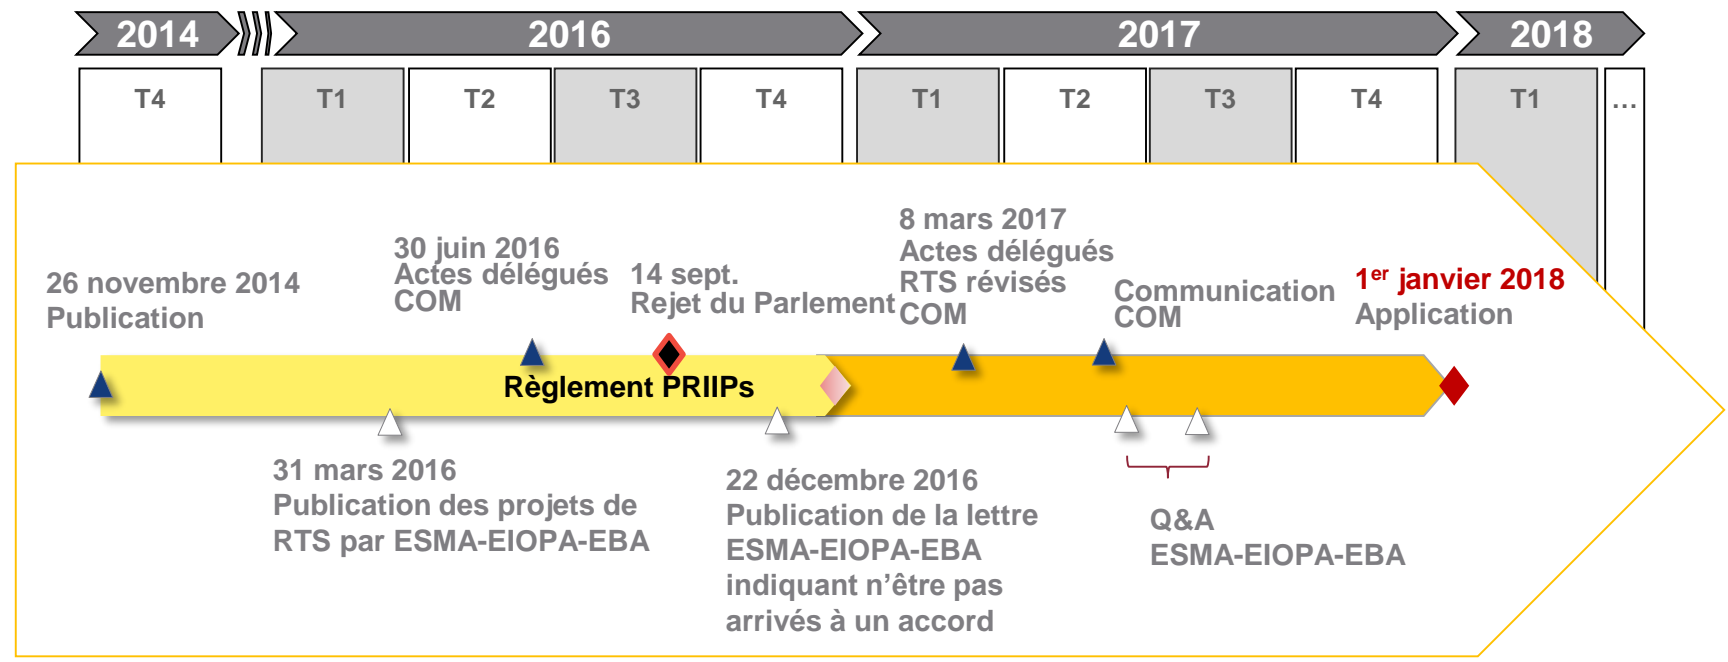 2014
2016
2017
2018
T4
T1
T2
T3
T4
T1
T2
T3
T4
T1
...
26 novembre 2014
Publication
30 juin 2016
Actes délégués
COM
14 sept.
Rejet du Parlement
8 mars 2017
Actes délégués
RTS révisés
COM
Communication
COM
1er janvier 2018
Application
Règlement PRIIPs
31 mars 2016
Publication des projets de
RTS par ESMA-EIOPA-EBA
22 décembre 2016
Publication de la lettre
ESMA-EIOPA-EBA
indiquant n’être pas
arrivés à un accord
Q&A
ESMA-EIOPA-EBA